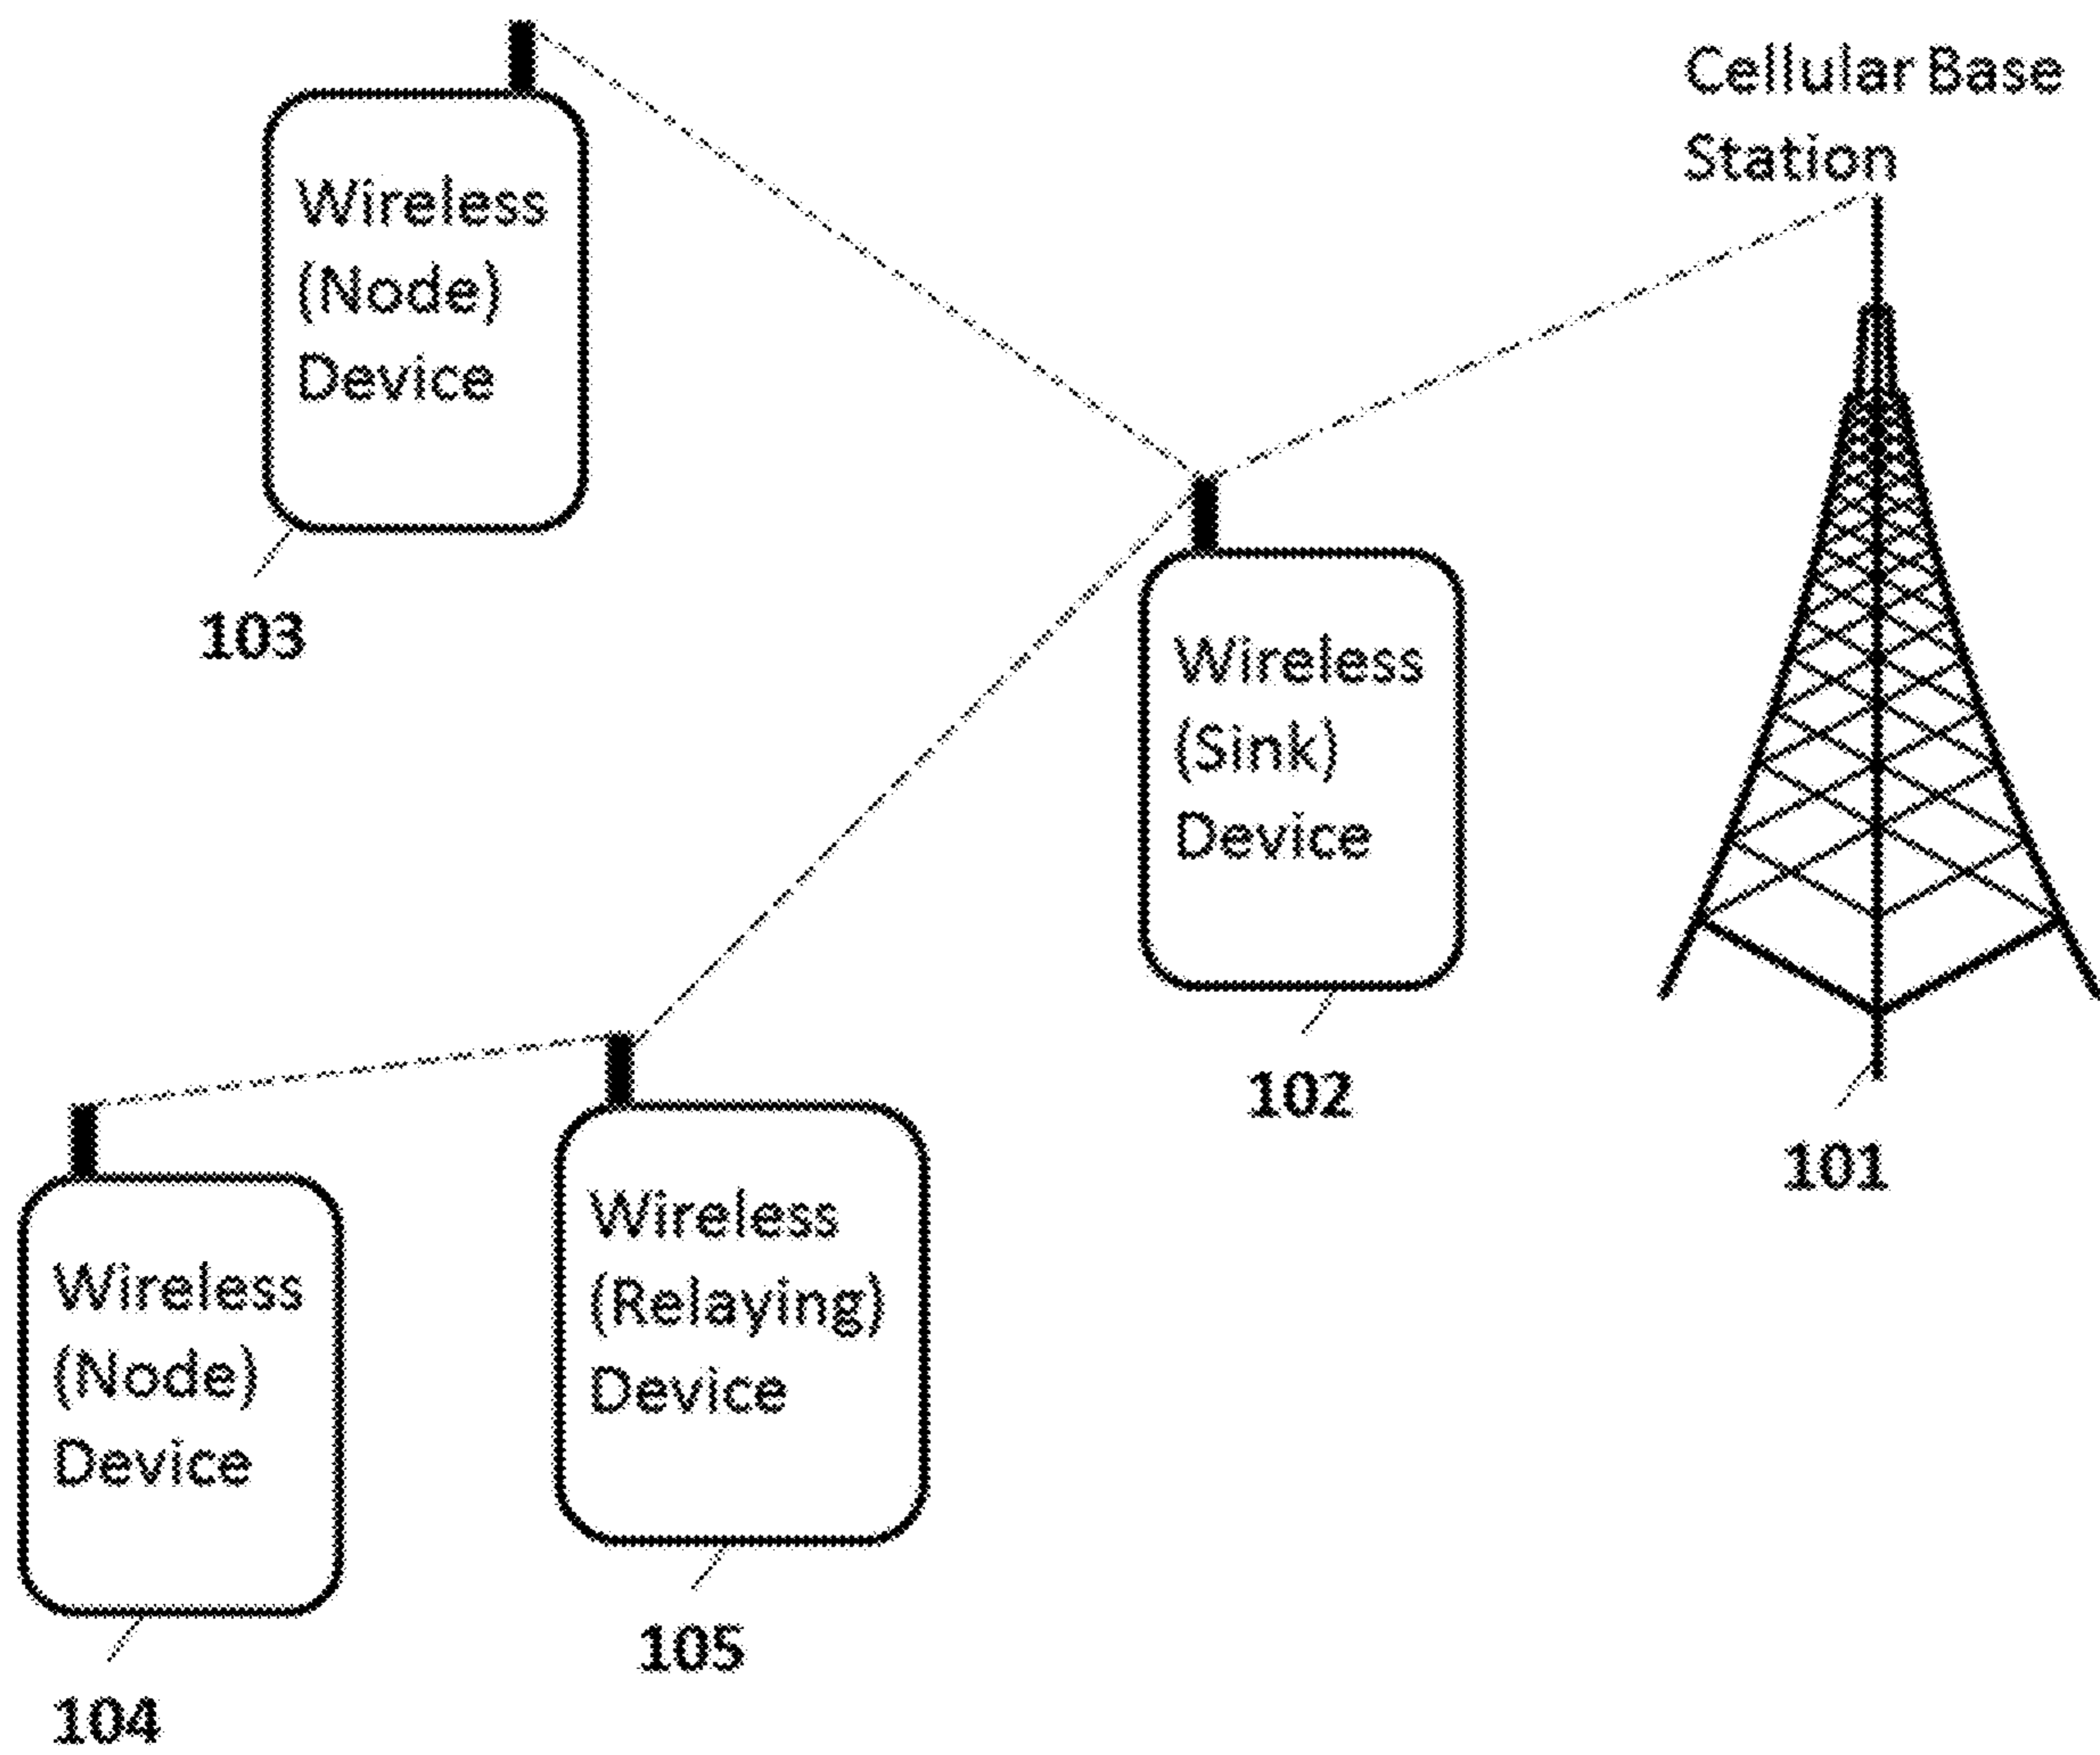 Cellular Base
Station
Wireless
(Node)
Device
103
Wireless
(Sink)
Device
102
101
Wireless
(Relaying)
Device
105
Wireless
(Node)
Device
104